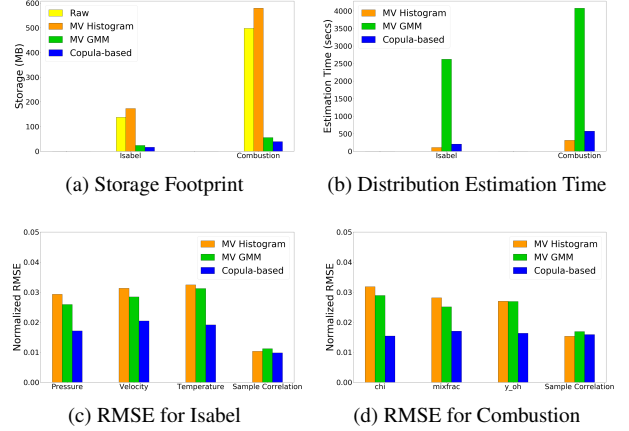 Raw
MV Histogram
MV GMM
Copula-based
Storage (MB)
600
500
400
300
200
100
0
Isabel Combustion
(a) Storage Footprint
MV Histogram
MV GMM
Copula-based
Estimation Time (secs)
4000
3500
3000
2500
2000
1500
1000
500
0
Isabel Combustion
(b) Distribution Estimation Time
MV Histogram
MV GMM
Copula-based
Normalized RMSE
0.05
0.04
0.03
0.02
0.01
0.00
Pressure Velocity Temperature Sample Correlation
(c) RMSE for Isabel
MV Histogram
MV GMM
Copula-based
Normalized RMSE
0.05
0.04
0.03
0.02
0.01
0.00
chi mixfrac y_oh Sample Correlation
(d) RMSE for Combustion